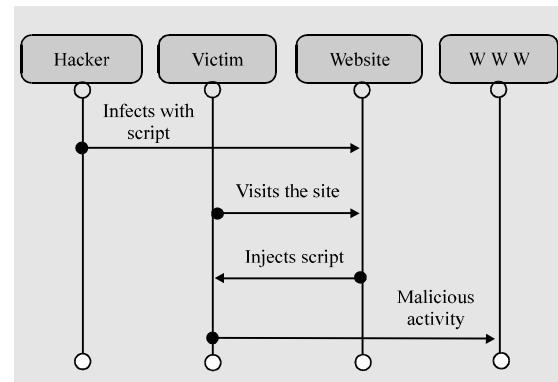 Hacker
Victim
Website
W W W
Infects with
script
Visits the site
Injects script
Malicious
activity